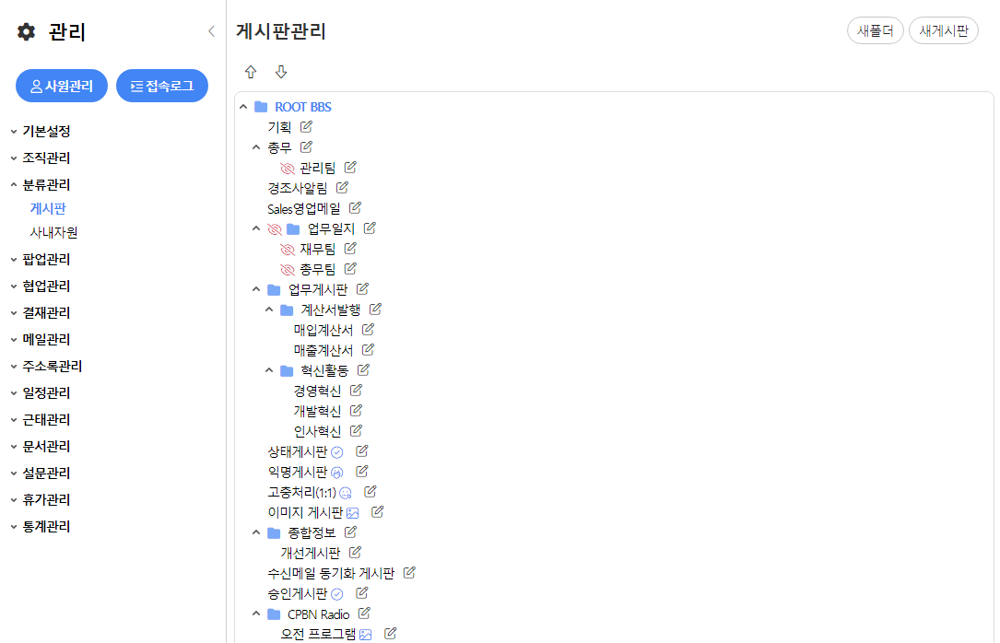 관리
사원관리
접속로그
기본설정
조직관리
분류관리
게시판
사내자원
팝업관리
협업관리
결재관리
메일관리
주소록관리
일정관리
근태관리
문서관리
설문관리
휴가관리
통계관리
게시판관리
새폴더
새게시판
ROOT BBS
기획
총무
관리팀
경조사알림
Sales영업메일
업무일지
재무팀
총무팀
업무게시판
계산서발행
매입계산서
매출계산서
혁신활동
경영혁신
개발혁신
인사혁신
상태게시판
익명게시판
고충처리(1:1)
이미지 게시판
종합정보
개선게시판
수신메일 동기화 게시판
승인게시판
CPBN Radio
오전 프로그램